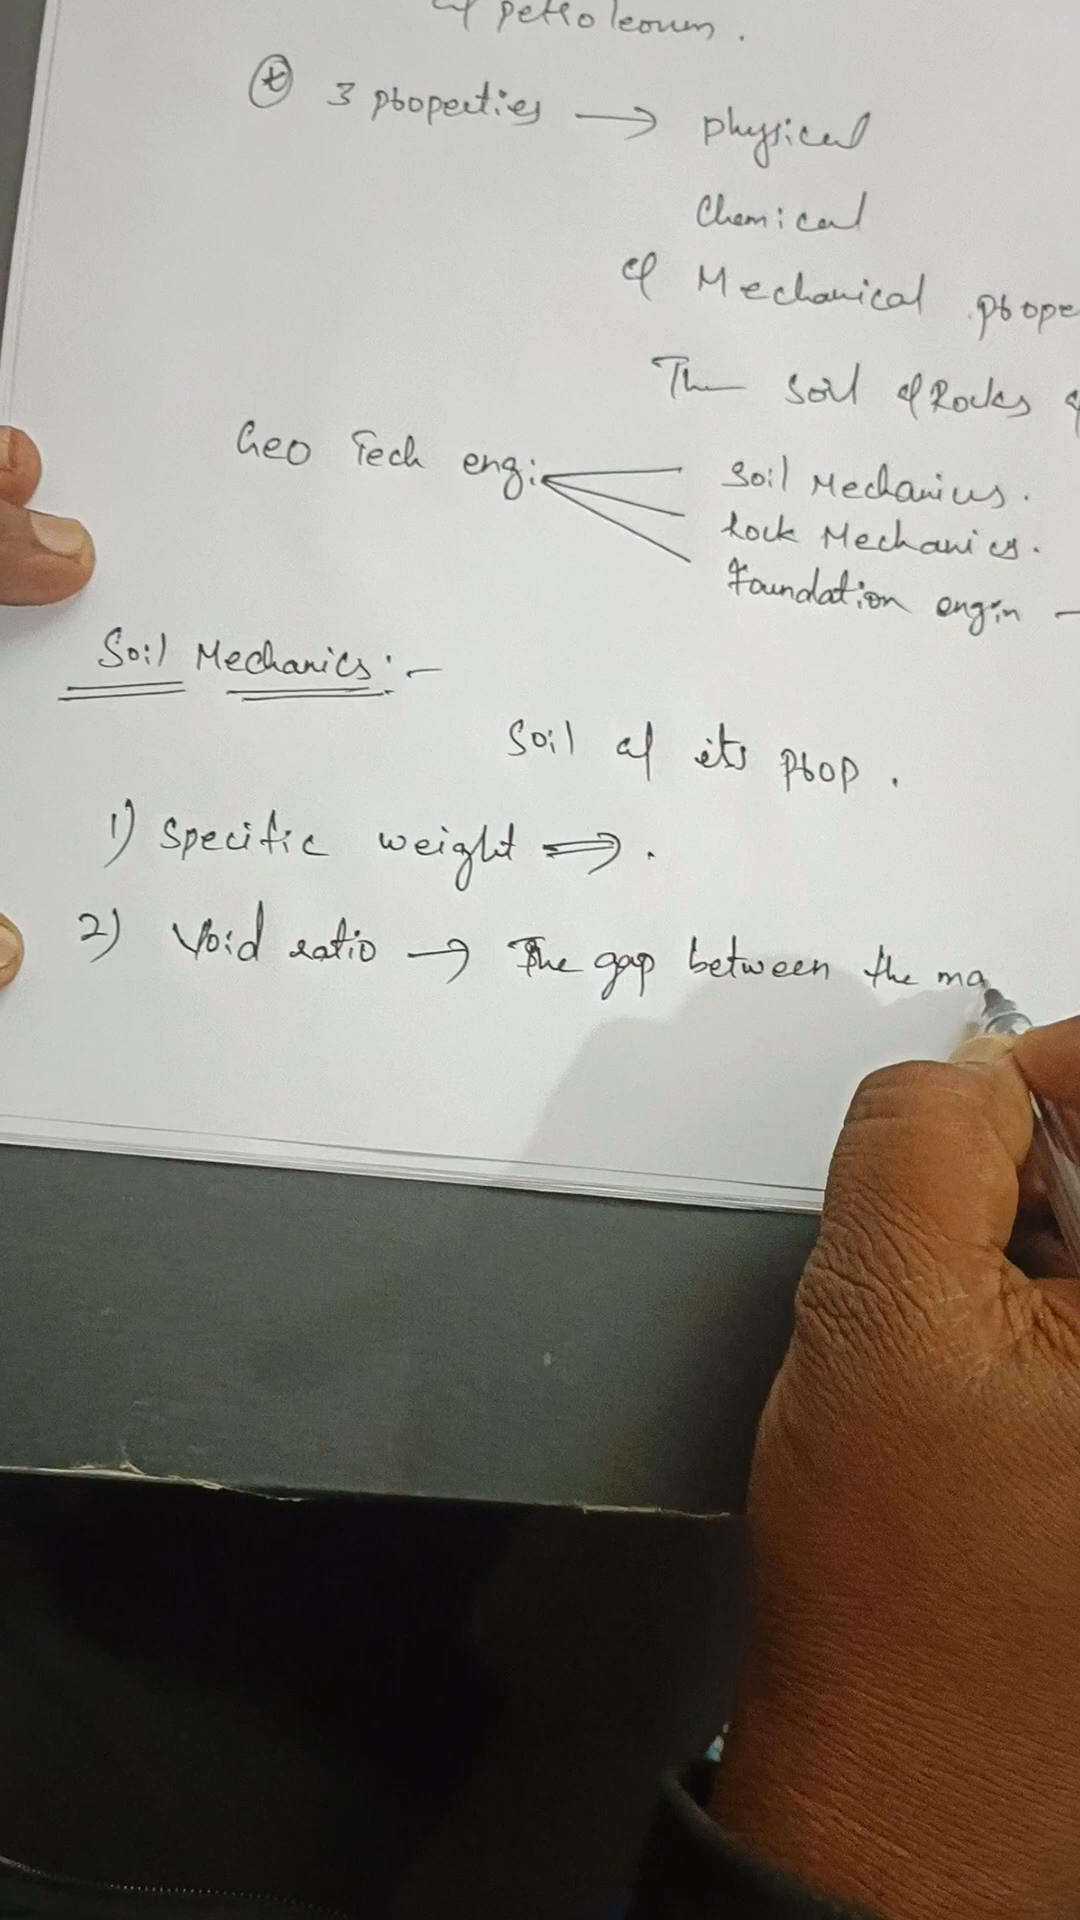 & petroleum.
* 3 properties → physical
Chemical
& Mechanical prope
The soil & Rocks &
Geo Tech engi
Soil Mechanics.
Rock Mechanics.
Foundation engin -
Soil Mechanics:-
Soil & its prop.
1) Specific weight ⇒.
2) Void ratio → The gap between the ma